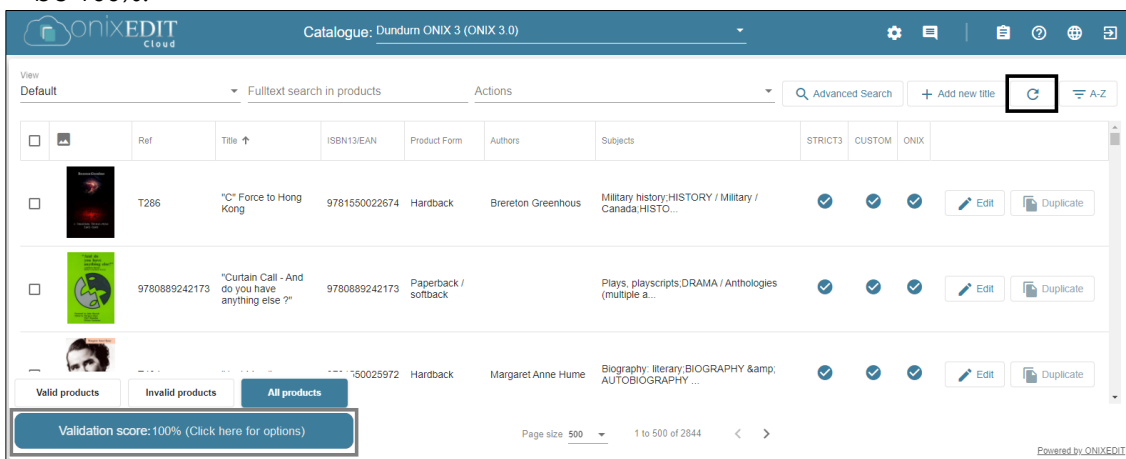 be 100%.
onixEDIT
Cloud
Catalogue: Dundurn ONIX 3 (ONIX 3.0)
View
Default
Fulltext search in products
Actions
Advanced Search
+ Add new title
A-Z
Ref
Title ↑
ISBN13/EAN
Product Form
Authors
Subjects
STRICT3
CUSTOM
ONIX
T286
"C" Force to Hong
Kong
9781550022674
Hardback
Brereton Greenhous
Military history;HISTORY / Military /
Canada;HISTO...
Edit
Duplicate
9780889242173
"Curtain Call - And
do you have
anything else ?"
9780889242173
Paperback /
softback
Plays, playscripts;DRAMA / Anthologies
(multiple a...
Edit
Duplicate
Hardback
Margaret Anne Hume
Biography: literary;BIOGRAPHY &amp;
AUTOBIOGRAPHY ...
Edit
Duplicate
Valid products
Invalid products
All products
Validation score:100% (Click here for options)
Page size 500
1 to 500 of 2844
Powered by ONIXEDIT